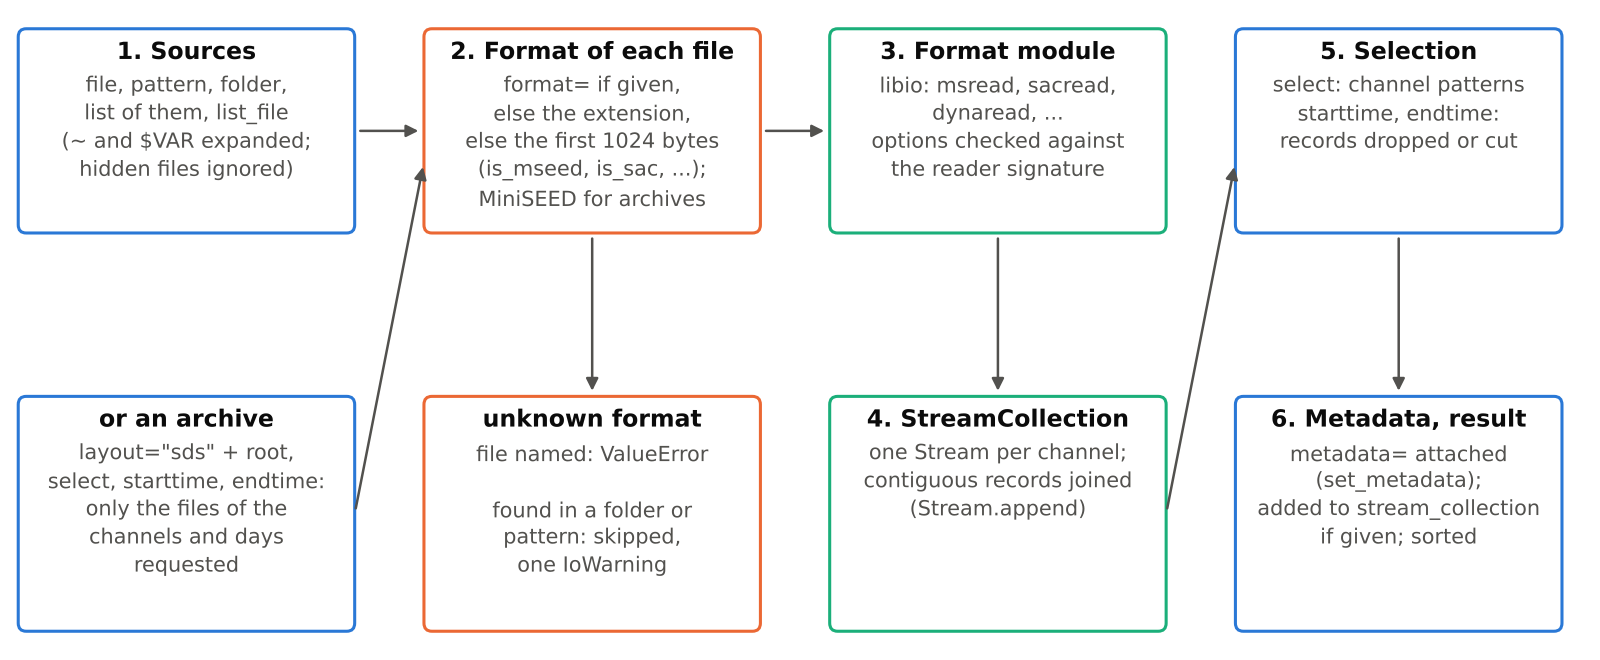 1. Sources
file, pattern, folder,
list of them, list_file
(~ and $VAR expanded;
hidden files ignored)
2. Format of each file
format= if given,
else the extension,
else the first 1024 bytes
(is_mseed, is_sac, ...);
MiniSEED for archives
3. Format module
libio: msread, sacread,
dynaread, ...
options checked against
the reader signature
5. Selection
select: channel patterns
starttime, endtime:
records dropped or cut
or an archive
layout="sds" + root,
select, starttime, endtime:
only the files of the
channels and days
requested
unknown format
file named: ValueError
found in a folder or
pattern: skipped,
one IoWarning
4. StreamCollection
one Stream per channel;
contiguous records joined
(Stream.append)
6. Metadata, result
metadata= attached
(set_metadata);
added to stream_collection
if given; sorted